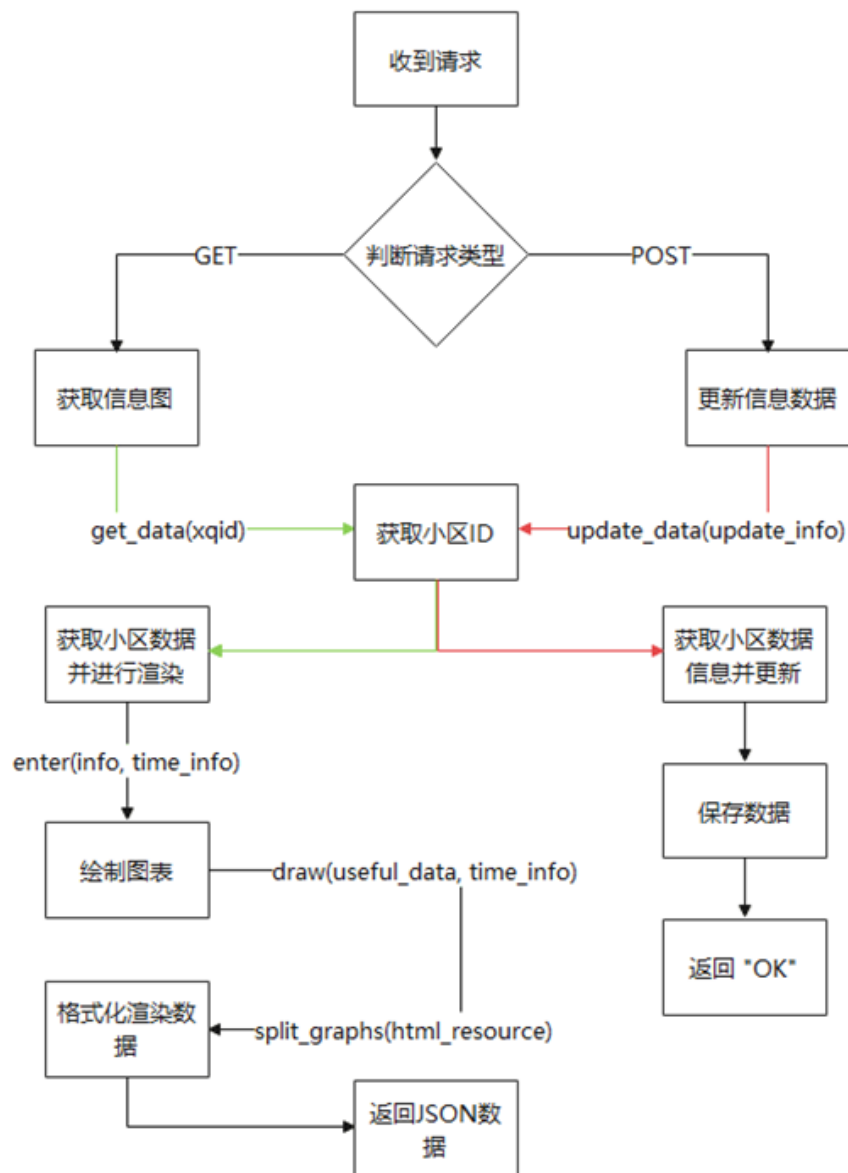 收到请求
GET
判断请求类型
POST
获取信息图
更新信息数据
get_data(xqid)
获取小区ID
update_data(update_info)
获取小区数据
并进行渲染
获取小区数据
信息并更新
enter(info, time_info)
保存数据
绘制图表
draw(useful_data, time_info)
返回 "OK"
格式化渲染数
据
split_graphs(html_resource)
返回JSON数
据